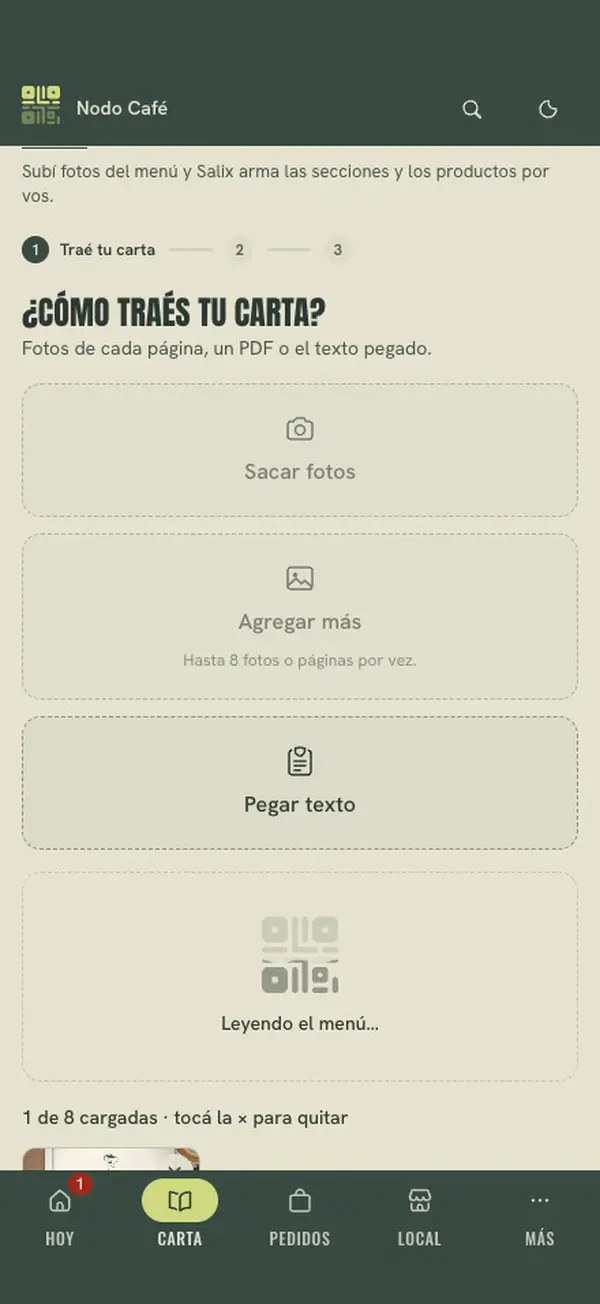 Nodo Café
Subí fotos del menú y Salix arma las secciones y los productos por
vos.
1 Traé tu carta 2 3
¿CÓMO TRAÉS TU CARTA?
Fotos de cada página, un PDF o el texto pegado.
Sacar fotos
Agregar más
Hasta 8 fotos o páginas por vez.
Pegar texto
Leyendo el menú...
1 de 8 cargadas · tocá la × para quitar
1
HOY CARTA PEDIDOS LOCAL MÁS